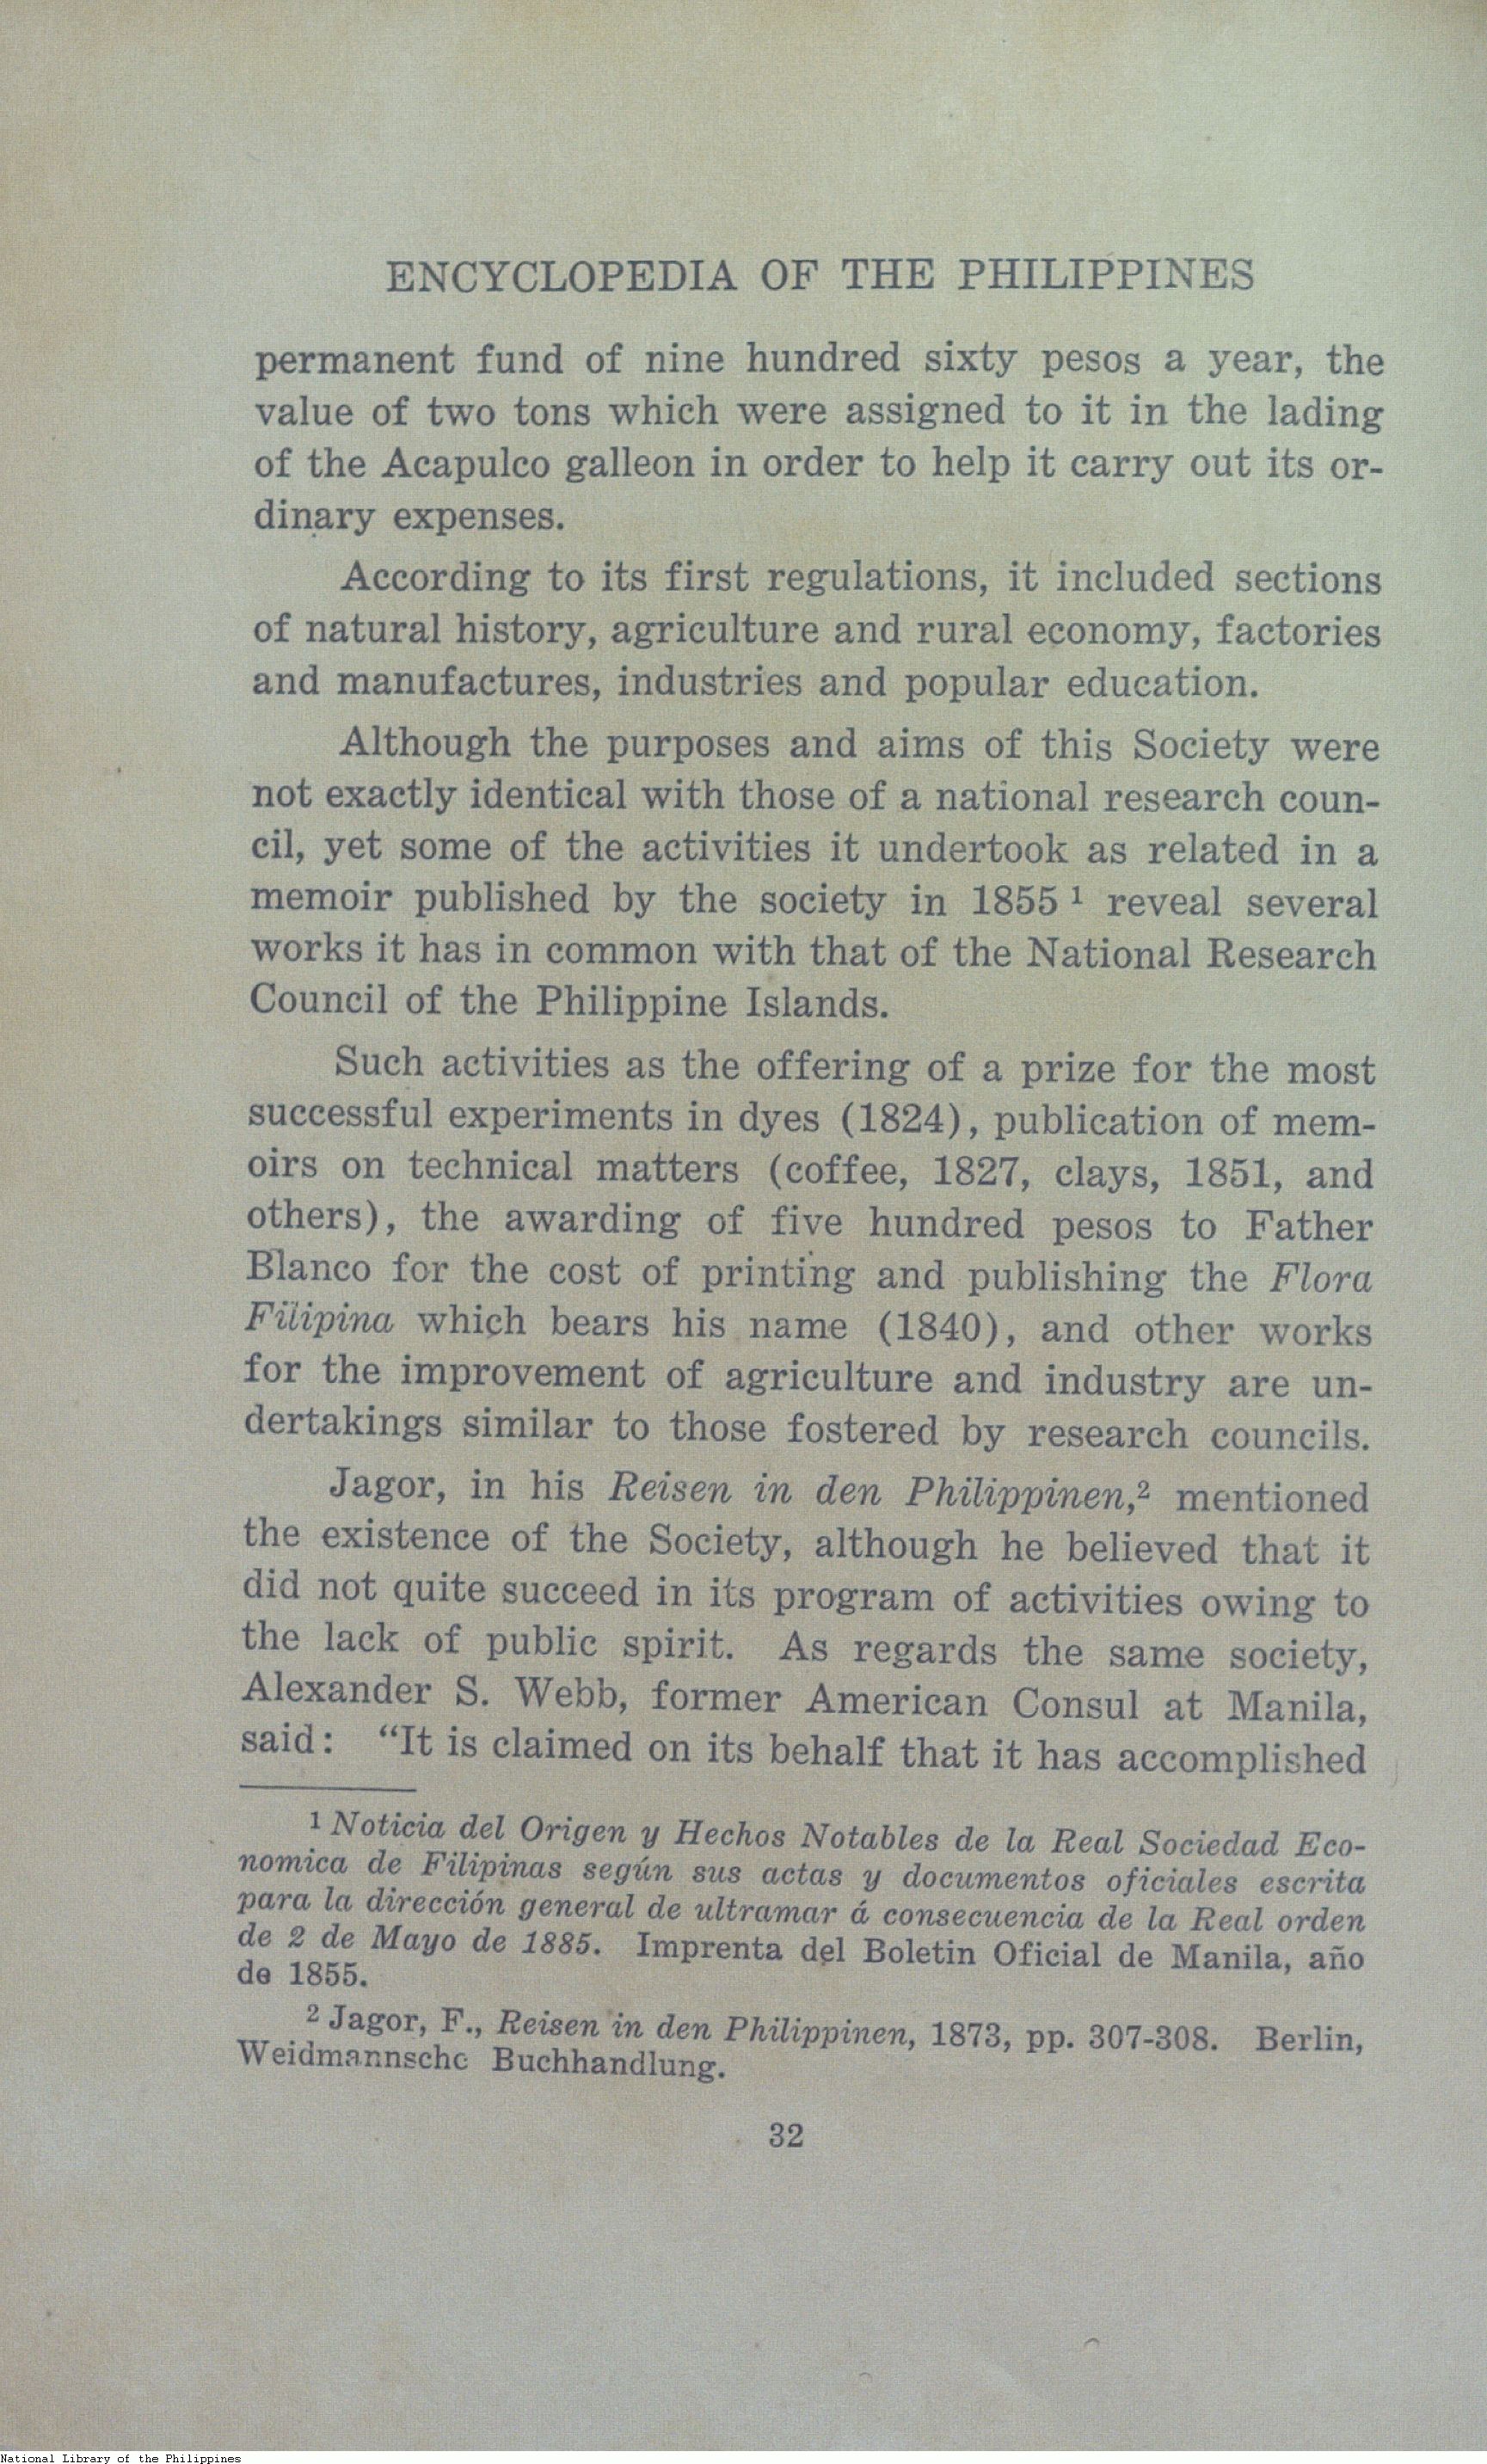 ENCYCLOPEDIA OF THE PHILIPPINES
permanent fund of nine hundred sixty pesos a year, the
value of two tons which were assigned to it in the lading
of the Acapulco galleon in order to help it carry out its or-
dinary expenses.
According to its first regulations, it included sections
of natural history, agriculture and rural economy, factories
and manufactures, industries and popular education.
Although the purposes and aims of this Society were
not exactly identical with those of a national research coun-
cil, yet some of the activities it undertook as related in a
memoir published by the society in 1855 ¹ reveal several
works it has in common with that of the National Research
Council of the Philippine Islands.
Such activities as the offering of a prize for the most
successful experiments in dyes (1824), publication of mem-
oirs on technical matters (coffee, 1827, clays, 1851, and
others), the awarding of five hundred pesos to Father
Blanco for the cost of printing and publishing the Flora
Filipina which bears his name (1840), and other works
for the improvement of agriculture and industry are un-
dertakings similar to those fostered by research councils.
Jagor, in his Reisen in den Philippinen,² mentioned
the existence of the Society, although he believed that it
did not quite succeed in its program of activities owing to
the lack of public spirit. As regards the same society,
Alexander S. Webb, former American Consul at Manila,
said: “It is claimed on its behalf that it has accomplished
¹ Noticia del Origen y Hechos Notables de la Real Sociedad Eco-
nomica de Filipinas según sus actas y documentos oficiales escrita
para la dirección general de ultramar á consecuencia de la Real orden
de 2 de Mayo de 1885. Imprenta del Boletin Oficial de Manila, año
de 1855.
² Jagor, F., Reisen in den Philippinen, 1873, pp. 307-308. Berlin,
Weidmannsche Buchhandlung.
32
National Library of the Philippines